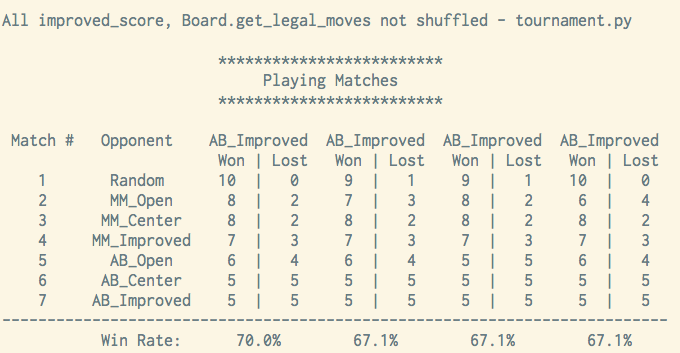 All improved_score, Board.get_legal_moves not shuffled - tournament.py
*************************
Playing Matches
*************************
Match # Opponent AB_Improved AB_Improved AB_Improved AB_Improved
Won | Lost Won | Lost Won | Lost Won | Lost
1 Random 10 | 0 9 | 1 9 | 1 10 | 0
2 MM_Open 8 | 2 7 | 3 8 | 2 6 | 4
3 MM_Center 8 | 2 8 | 2 8 | 2 8 | 2
4 MM_Improved 7 | 3 7 | 3 7 | 3 7 | 3
5 AB_Open 6 | 4 6 | 4 5 | 5 6 | 4
6 AB_Center 5 | 5 5 | 5 5 | 5 5 | 5
7 AB_Improved 5 | 5 5 | 5 5 | 5 5 | 5
--------------------------------------------------------------------------
Win Rate: 70.0% 67.1% 67.1% 67.1%